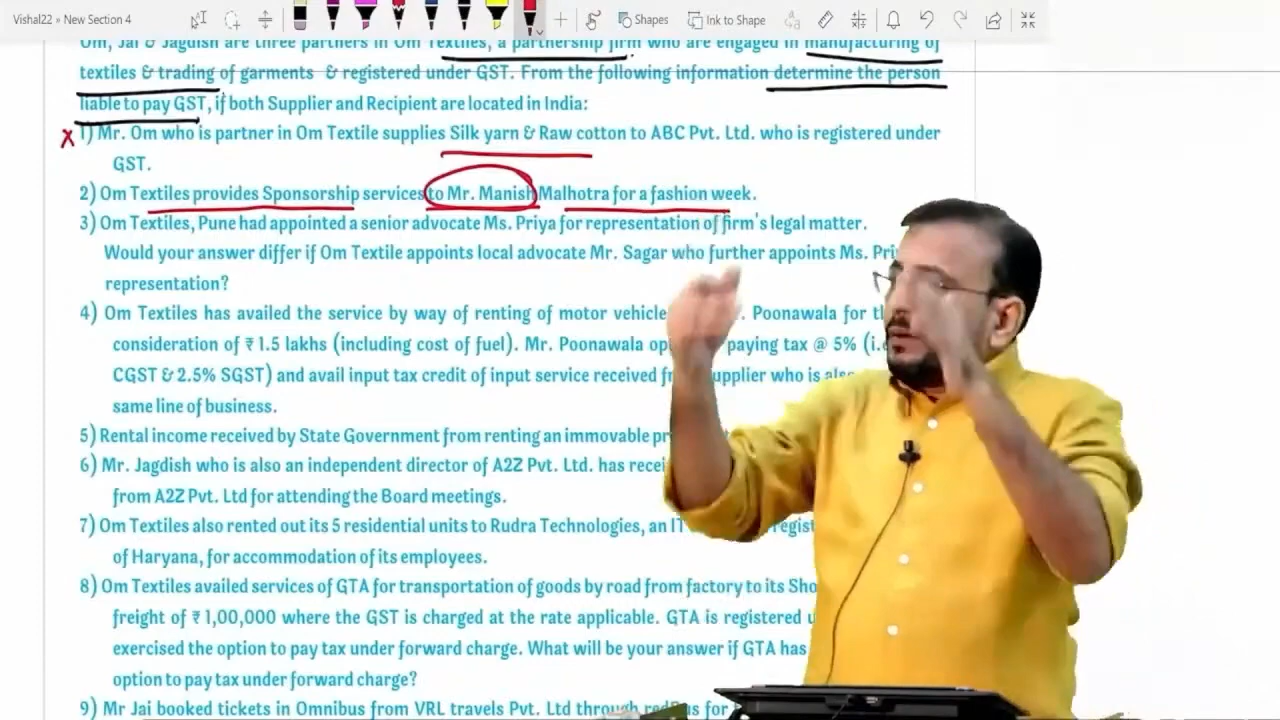 Vishal22 » New Section 4
Shapes
Ink to Shape
Om, Jai & Jagdish are three partners in Om Textiles, a partnership firm who are engaged in manufacturing of
textiles & trading of garments & registered under GST. From the following information determine the person
liable to pay GST, if both Supplier and Recipient are located in India:
X 1) Mr. Om who is partner in Om Textile supplies Silk yarn & Raw cotton to ABC Pvt. Ltd. who is registered under
GST.
2) Om Textiles provides Sponsorship services to Mr. Manish Malhotra for a fashion week.
3) Om Textiles, Pune had appointed a senior advocate Ms. Priya for representation of firm's legal matter.
Would your answer differ if Om Textile appoints local advocate Mr. Sagar who further appoints Ms.
representation?
4) Om Textiles has availed the service by way of renting of motor vehicle Poonawala for
consideration of ₹ 1.5 lakhs (including cost of fuel). Mr. Poonawala paying tax @ 5%
CGST & 2.5% SGST) and avail input tax credit of input service received supplier who is
same line of business.
5) Rental income received by State Government from renting an immovable
6) Mr. Jagdish who is also an independent director of A2Z Pvt. Ltd. has
from A2Z Pvt. Ltd for attending the Board meetings.
7) Om Textiles also rented out its 5 residential units to Rudra Technologies, an
of Haryana, for accommodation of its employees.
8) Om Textiles availed services of GTA for transportation of goods by road from factory to its
freight of ₹ 1,00,000 where the GST is charged at the rate applicable. GTA is registered
exercised the option to pay tax under forward charge. What will be your answer if GTA has
option to pay tax under forward charge?
9) Mr Jai booked tickets in Omnibus from VRL travels Pvt. Ltd through for